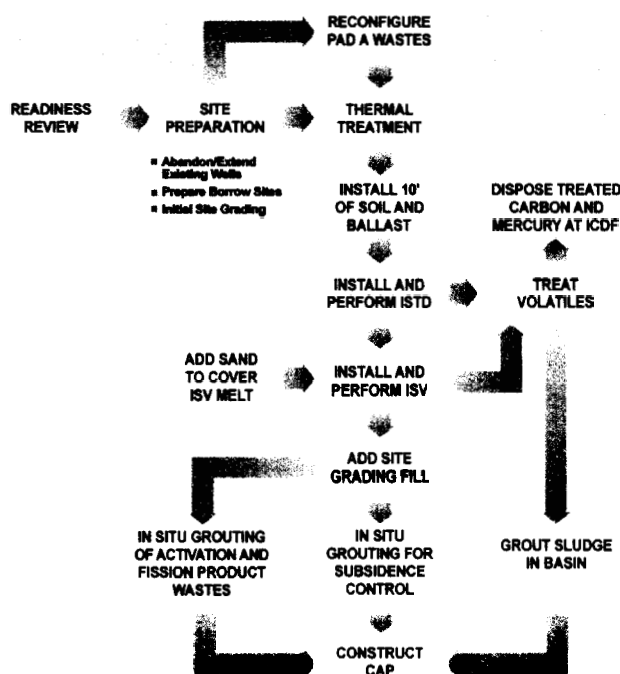 RECONFIGURE
PAD A WASTES
READINESS
REVIEW
SITE
PREPARATION
THERMAL
TREATMENT
▪ Abandon/Extend
Existing Wells
▪ Prepare Borrow Sites
▪ Initial Site Grading
INSTALL 10'
OF SOIL AND
BALLAST
DISPOSE TREATED
CARBON AND
MERCURY AT ICDF
INSTALL AND
PERFORM ISTD
TREAT
VOLATILES
ADD SAND
TO COVER
ISV MELT
INSTALL AND
PERFORM ISV
ADD SITE
GRADING FILL
IN SITU GROUTING
OF ACTIVATION AND
FISSION PRODUCT
WASTES
IN SITU
GROUTING FOR
SUBSIDENCE
CONTROL
GROUT SLUDGE
IN BASIN
CONSTRUCT
CAP